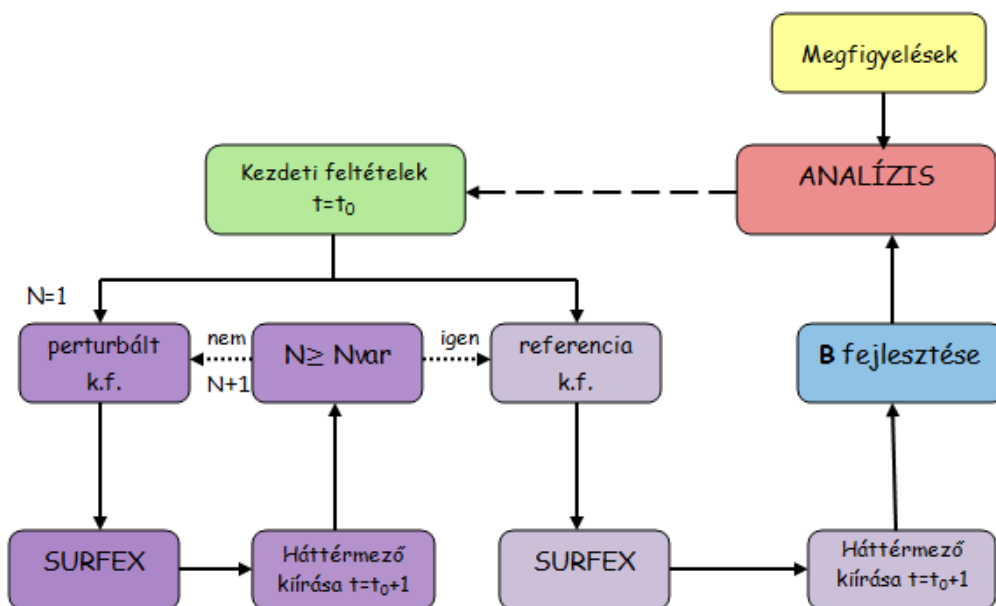 Megfigyelések
ANALÍZIS
Kezdeti feltételek
t=t₀
N=1
perturbált
k.f.
nem
N+1
N≥ Nvar
igen
referencia
k.f.
B fejlesztése
SURFEX
Háttérmező
kiírása t=t₀+1
SURFEX
Háttérmező
kiírása t=t₀+1